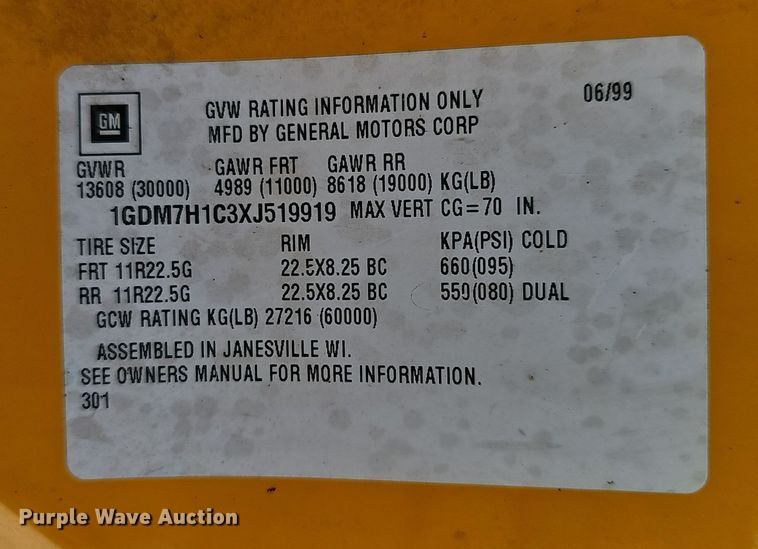 GM
GVW RATING INFORMATION ONLY 06/99
MFD BY GENERAL MOTORS CORP
GVWR GAWR FRT GAWR RR
13608 (30000) 4989 (11000) 8618 (19000) KG(LB)
1GDM7H1C3XJ519919 MAX VERT CG=70 IN.
TIRE SIZE RIM KPA(PSI) COLD
FRT 11R22.5G 22.5X8.25 BC 660(095)
RR 11R22.5G 22.5X8.25 BC 550(080) DUAL
GCW RATING KG(LB) 27216 (60000)
ASSEMBLED IN JANESVILLE WI.
SEE OWNERS MANUAL FOR MORE INFORMATION.
301
Purple Wave Auction